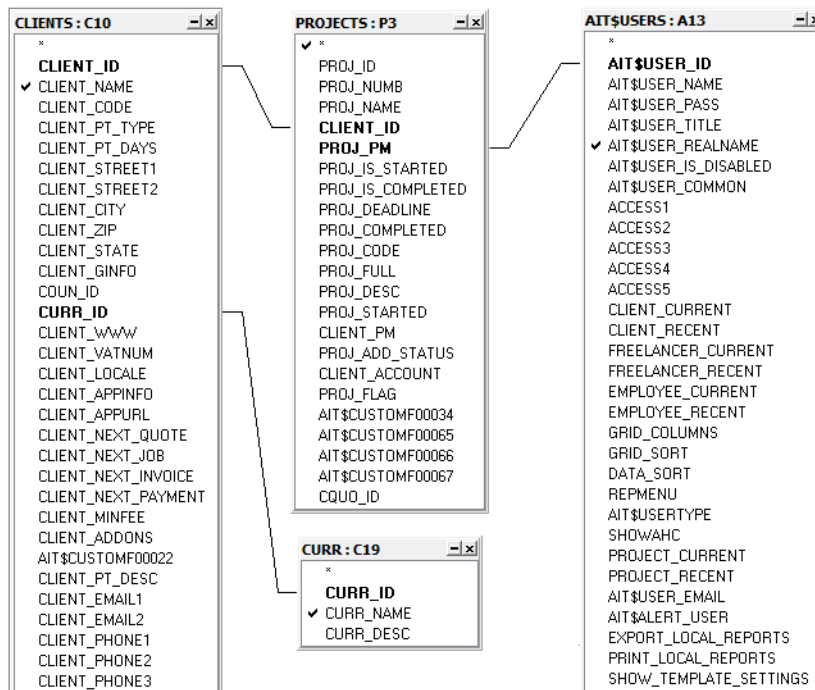 CLIENTS : C10
*
CLIENT_ID
CLIENT_NAME
CLIENT_CODE
CLIENT_PT_TYPE
CLIENT_PT_DAYS
CLIENT_STREET1
CLIENT_STREET2
CLIENT_CITY
CLIENT_ZIP
CLIENT_STATE
CLIENT_GINFO
COUN_ID
CURR_ID
CLIENT_WWW
CLIENT_VATNUM
CLIENT_LOCALE
CLIENT_APPINFO
CLIENT_APPURL
CLIENT_NEXT_QUOTE
CLIENT_NEXT_JOB
CLIENT_NEXT_INVOICE
CLIENT_NEXT_PAYMENT
CLIENT_MINFEE
CLIENT_ADDONS
AIT$CUSTOMF00022
CLIENT_PT_DESC
CLIENT_EMAIL1
CLIENT_EMAIL2
CLIENT_PHONE1
CLIENT_PHONE2
CLIENT_PHONE3
PROJECTS : P3
*
PROJ_ID
PROJ_NUMB
PROJ_NAME
CLIENT_ID
PROJ_PM
PROJ_IS_STARTED
PROJ_IS_COMPLETED
PROJ_DEADLINE
PROJ_COMPLETED
PROJ_CODE
PROJ_FULL
PROJ_DESC
PROJ_STARTED
CLIENT_PM
PROJ_ADD_STATUS
CLIENT_ACCOUNT
PROJ_FLAG
AIT$CUSTOMF00034
AIT$CUSTOMF00065
AIT$CUSTOMF00066
AIT$CUSTOMF00067
CQUO_ID
CURR : C19
*
CURR_ID
CURR_NAME
CURR_DESC
AIT$USERS : A13
*
AIT$USER_ID
AIT$USER_NAME
AIT$USER_PASS
AIT$USER_TITLE
AIT$USER_REALNAME
AIT$USER_IS_DISABLED
AIT$USER_COMMON
ACCESS1
ACCESS2
ACCESS3
ACCESS4
ACCESS5
CLIENT_CURRENT
CLIENT_RECENT
FREELANCER_CURRENT
FREELANCER_RECENT
EMPLOYEE_CURRENT
EMPLOYEE_RECENT
GRID_COLUMNS
GRID_SORT
DATA_SORT
REPMENU
AIT$USERTYPE
SHOWAHC
PROJECT_CURRENT
PROJECT_RECENT
AIT$USER_EMAIL
AIT$ALERT_USER
EXPORT_LOCAL_REPORTS
PRINT_LOCAL_REPORTS
SHOW_TEMPLATE_SETTINGS